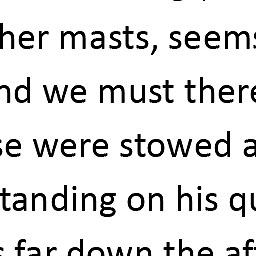 her masts, seems
nd we must there
se were stowed a
tanding on his qu
s far down the af